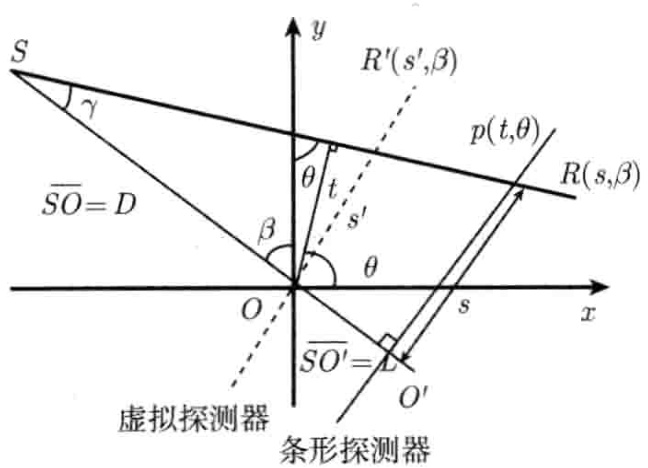 S
y
R′(s′,β)
γ
p(t,θ)
θ
t
R(s,β)
SO̅ = D
s′
β
θ
O
s
x
SO′̅ = L
O′
虚拟探测器
条形探测器